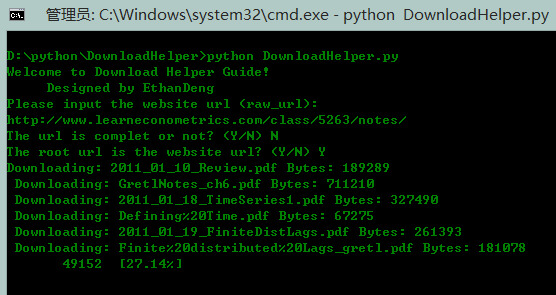 管理员: C:\Windows\system32\cmd.exe - python  DownloadHelper.py
D:\python\DownloadHelper>python DownloadHelper.py
Welcome to Download Helper Guide!
Designed by EthanDeng
Please input the website url (raw_url):
http://www.learneconometrics.com/class/5263/notes/
The url is complet or not? (Y/N) N
The root url is the website url? (Y/N) Y
Downloading: 2011_01_10_Review.pdf Bytes: 189289
Downloading: GretlNotes_ch6.pdf Bytes: 711210
Downloading: 2011_01_18_TimeSeries1.pdf Bytes: 327490
Downloading: Defining%20Time.pdf Bytes: 67275
Downloading: 2011_01_19_FiniteDistLags.pdf Bytes: 261393
Downloading: Finite%20distributed%20Lags_gretl.pdf Bytes: 181078
49152  [27.14%]